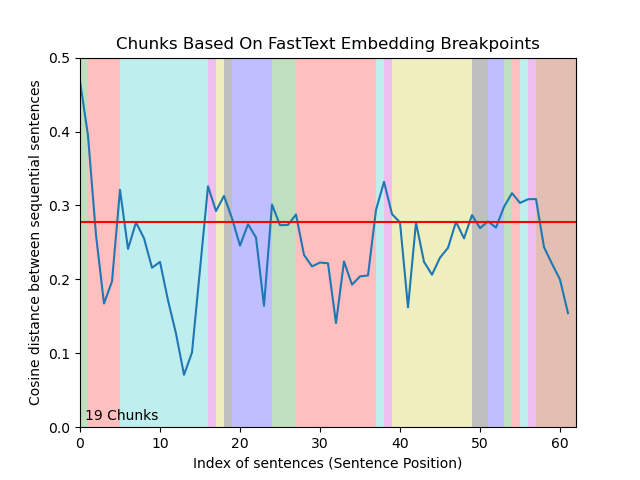 Chunks Based On FastText Embedding Breakpoints
Cosine distance between sequential sentences
0.5
0.4
0.3
0.2
0.1
0.0
19 Chunks
0 10 20 30 40 50 60
Index of sentences (Sentence Position)